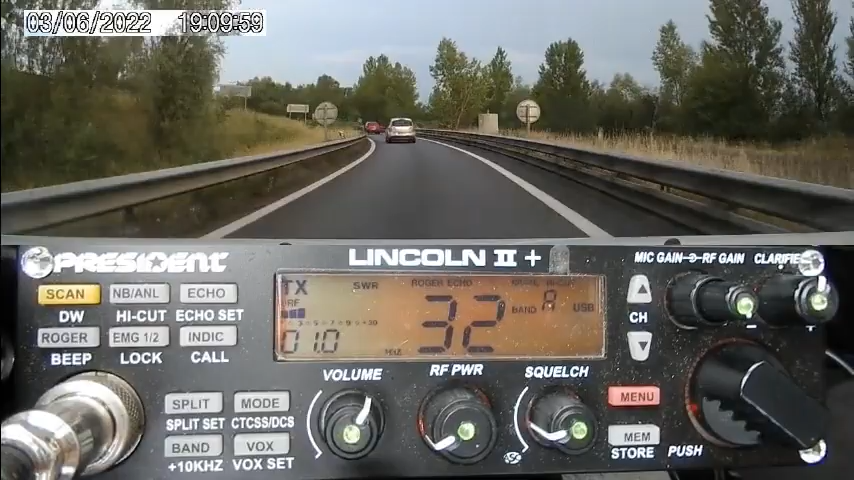 03/06/2022 19:09:59
PRESIDENT LINCOLN II + MIC GAIN RF GAIN CLARIFIER
SCAN NB/ANL ECHO
DW HI-CUT ECHO SET
ROGER EMG 1/2 INDIC
BEEP LOCK CALL
TX SWR ROGER ECHO
RF
32 BAND A USB
01.0
CH
VOLUME RF PWR SQUELCH
SPLIT MODE MENU
SPLIT SET CTCSS/DCS
BAND VOX MEM
+10KHZ VOX SET STORE PUSH
ASC